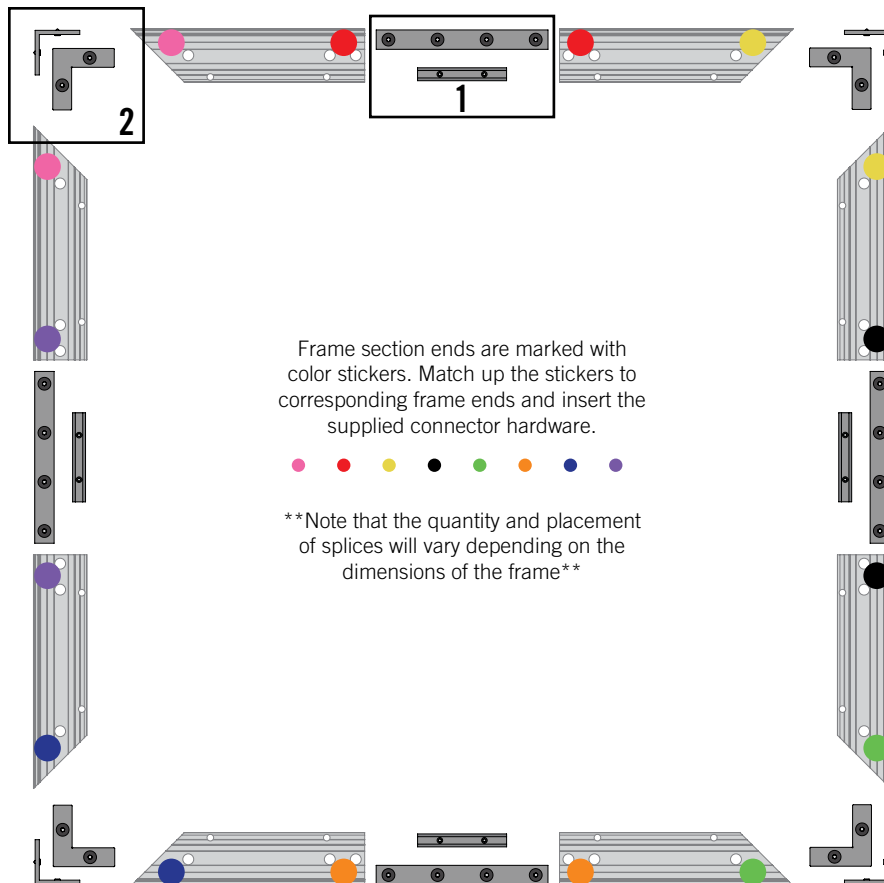 2
1
Frame section ends are marked with
color stickers. Match up the stickers to
corresponding frame ends and insert the
supplied connector hardware.
**Note that the quantity and placement
of splices will vary depending on the
dimensions of the frame**